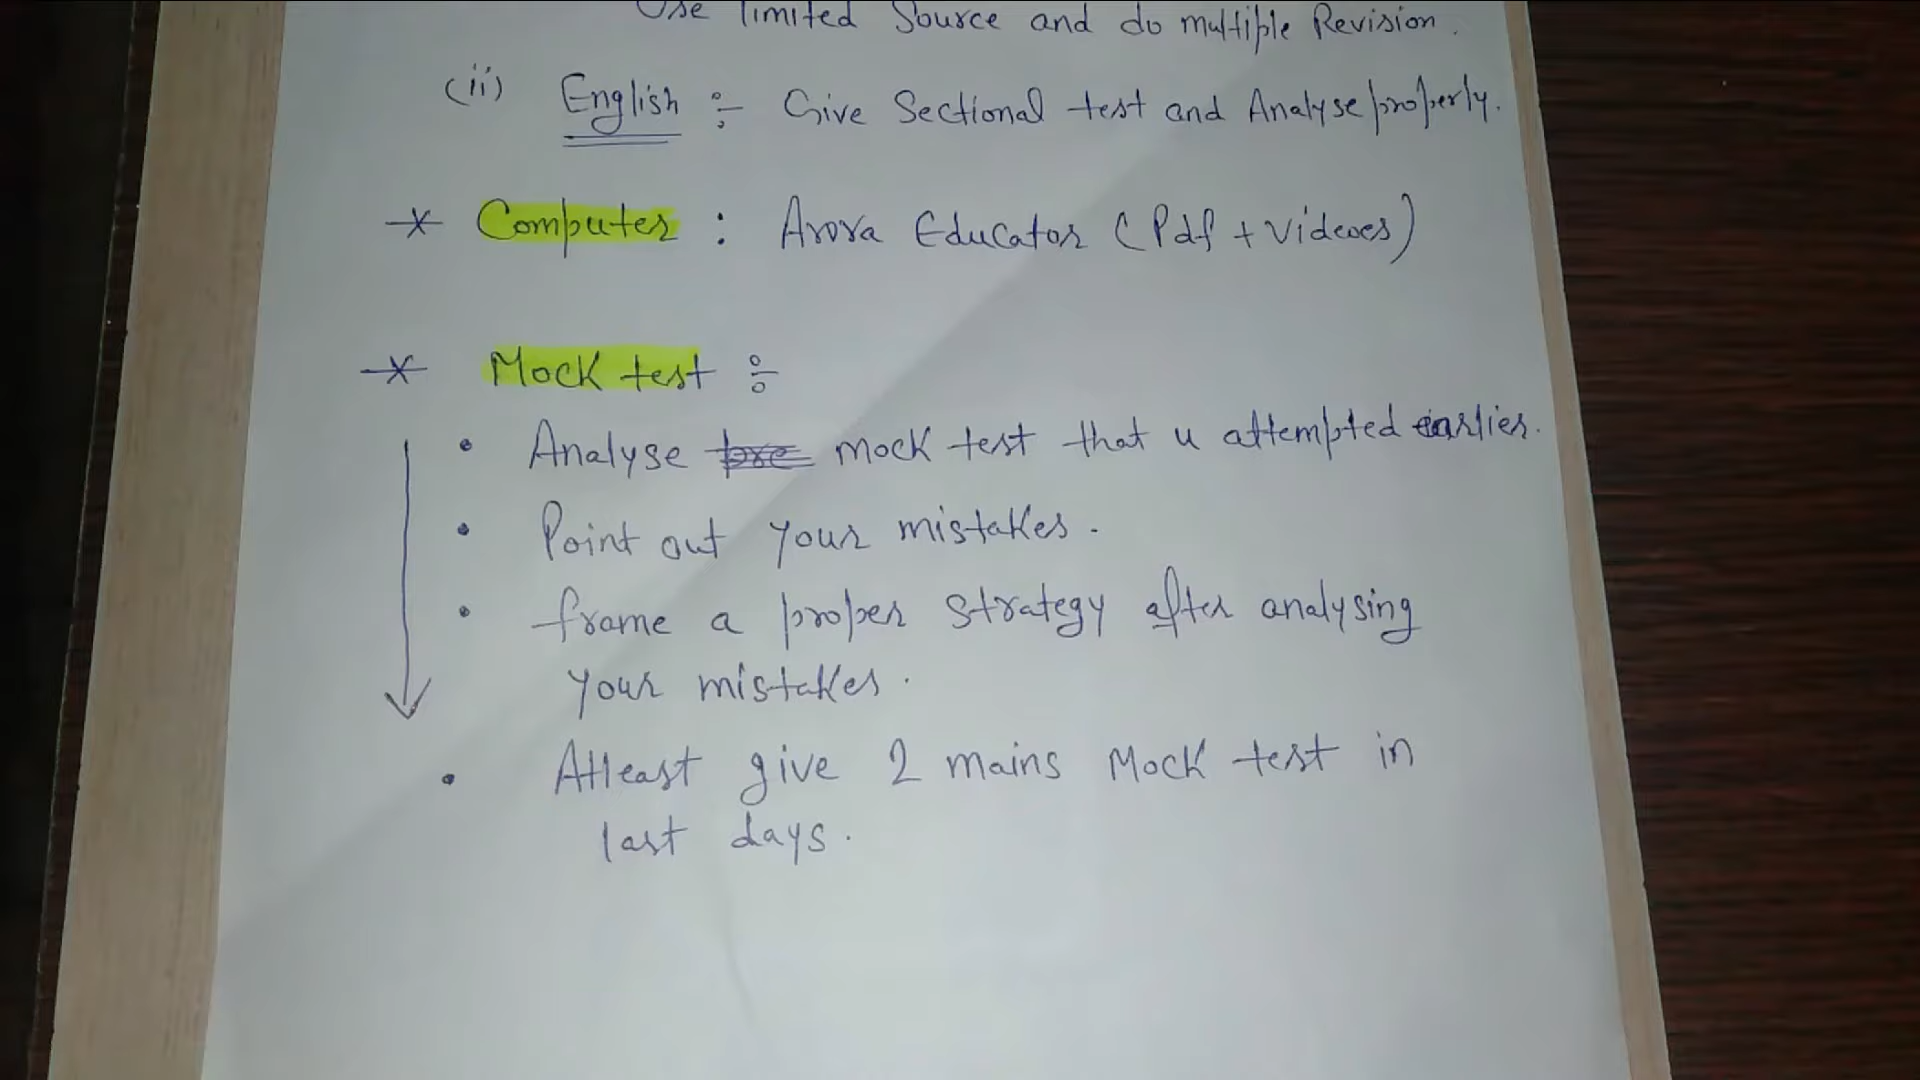 Use limited Source and do multiple Revision.
(ii) English :- Give Sectional test and Analyse properly.
* Computer : Arora Educator (Pdf + Videoes)
* Mock test :-
• Analyse mock test that u attempted earlier.
• Point out your mistakes.
• frame a proper strategy after analysing
your mistakes.
• Atleast give 2 mains Mock test in
last days.